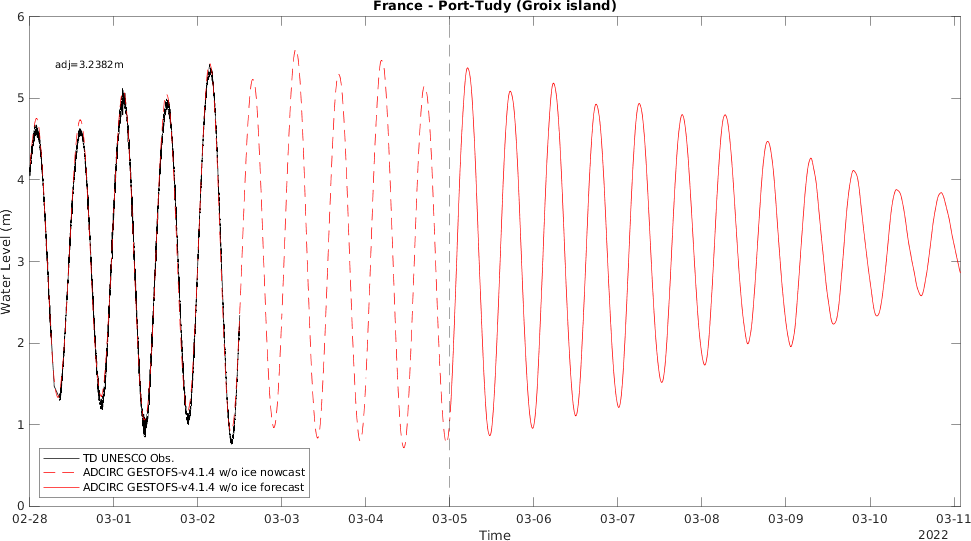 France - Port-Tudy (Groix island)
6
adj=3.2382m
5
4
3
2
1
0
Water Level (m)
TD UNESCO Obs.
ADCIRC GESTOFS-v4.1.4 w/o ice nowcast
ADCIRC GESTOFS-v4.1.4 w/o ice forecast
02-28 03-01 03-02 03-03 03-04 03-05 03-06 03-07 03-08 03-09 03-10 03-11
Time
2022